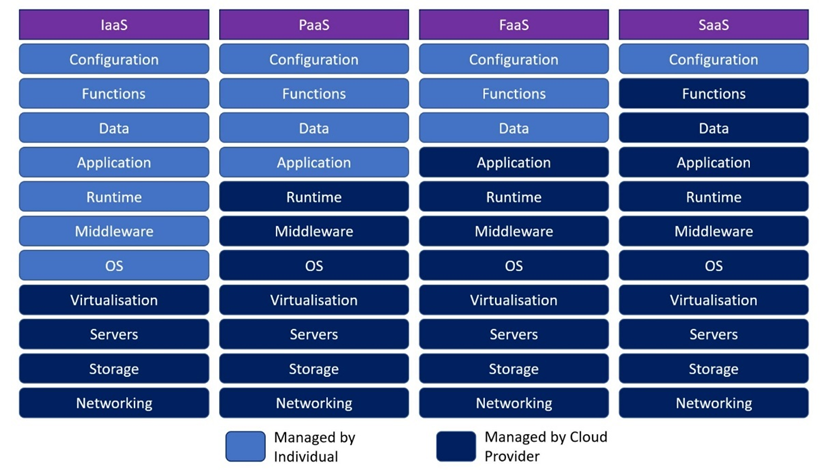 IaaS PaaS FaaS SaaS
Configuration Configuration Configuration Configuration
Functions Functions Functions Functions
Data Data Data Data
Application Application Application Application
Runtime Runtime Runtime Runtime
Middleware Middleware Middleware Middleware
OS OS OS OS
Virtualisation Virtualisation Virtualisation Virtualisation
Servers Servers Servers Servers
Storage Storage Storage Storage
Networking Networking Networking Networking
Managed by
Individual
Managed by Cloud
Provider